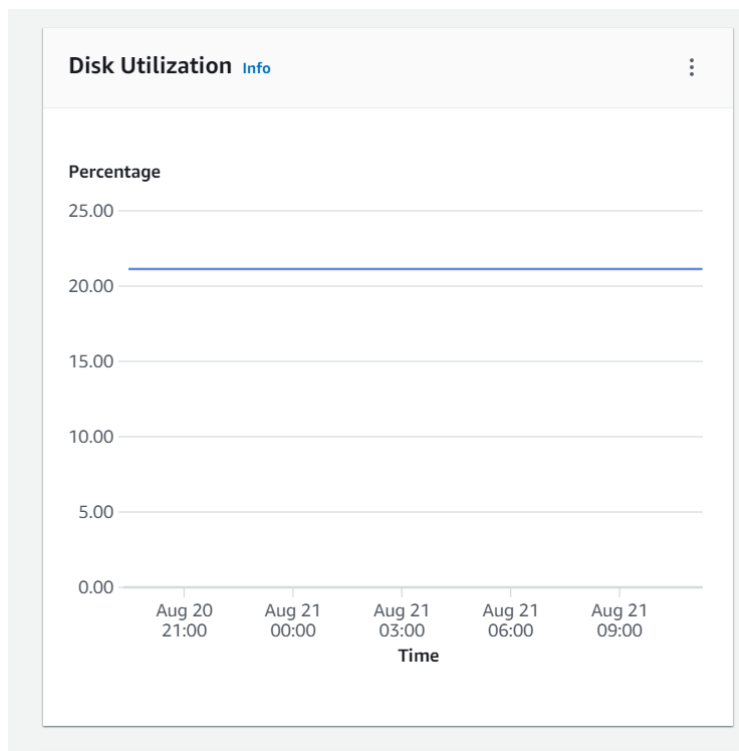 Disk Utilization Info
Percentage
25.00
20.00
15.00
10.00
5.00
0.00
Aug 20 Aug 21 Aug 21 Aug 21 Aug 21
21:00 00:00 03:00 06:00 09:00
Time